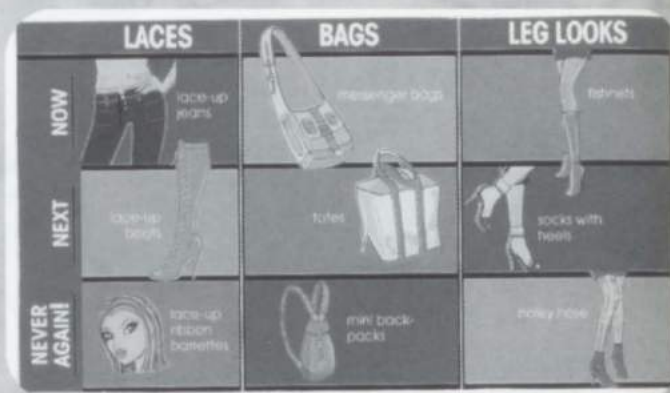 LACES
BAGS
LEG LOOKS
NOW
lace-up
jeans
messenger bags
fishnets
NEXT
lace-up
boots
totes
socks with
heels
NEVER
AGAIN!
lace-up
ribbon
barrettes
mini back-
packs
holey hose